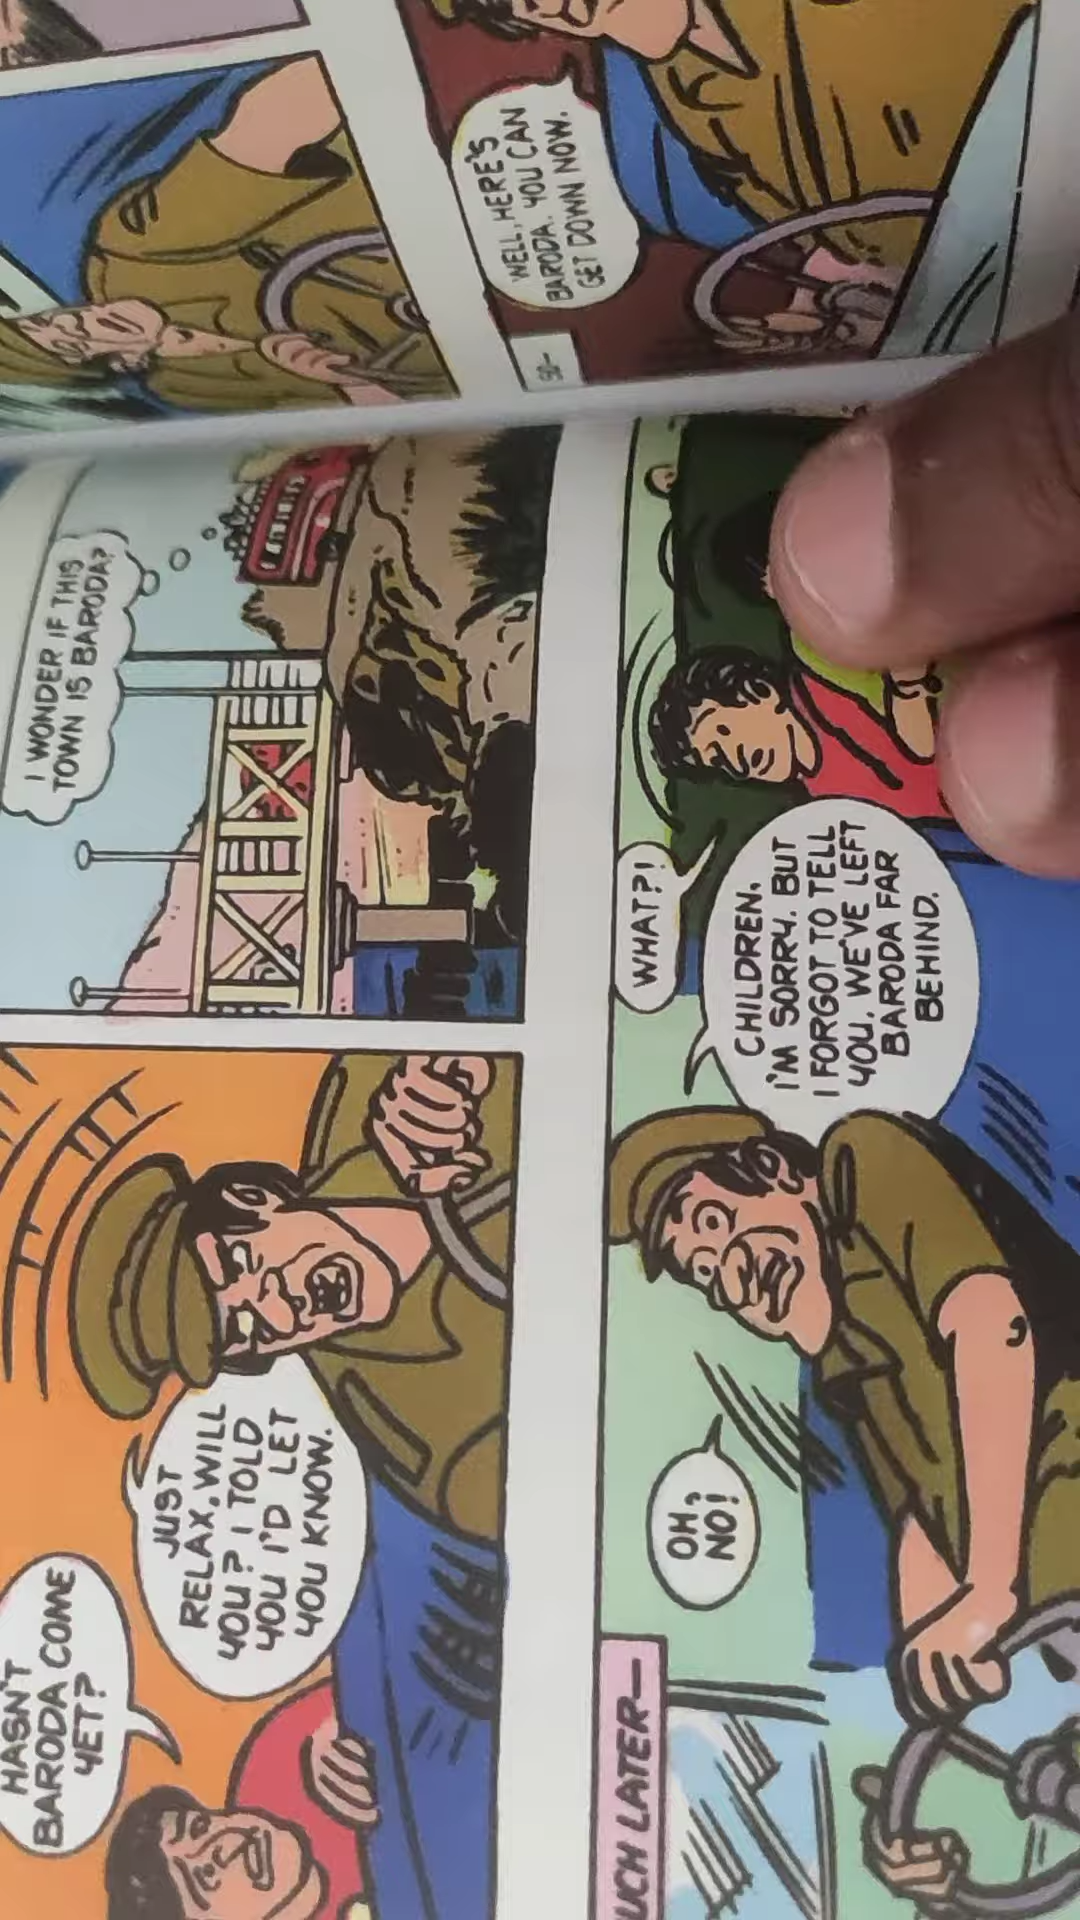 HASN'T
BARODA COME
YET?
JUST
RELAX, WILL
YOU? I TOLD
YOU I'D LET
YOU KNOW.
I WONDER IF THIS
TOWN IS BARODA?
UCH LATER—
OH,
NO!
CHILDREN,
I'M SORRY. BUT
I FORGOT TO TELL
YOU. WE'VE LEFT
BARODA FAR
BEHIND.
WHAT?!
SO—
WELL, HERE'S
BARODA. YOU CAN
GET DOWN NOW.